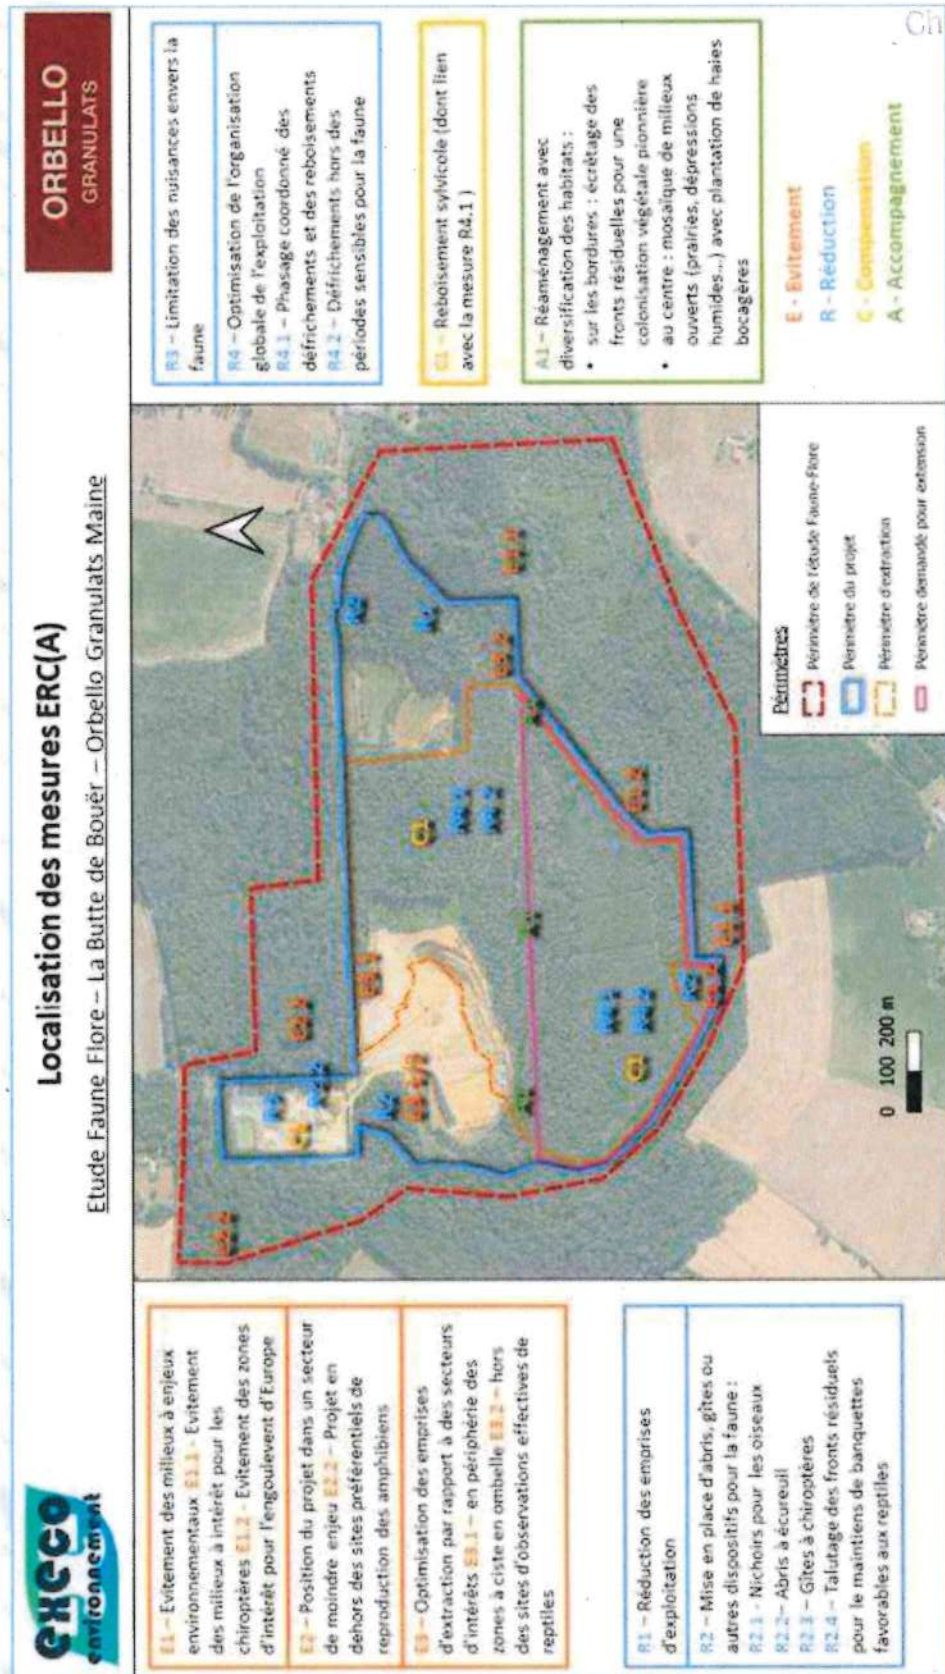 execo
environnement
Localisation des mesures ERC(A)
Etude Faune Flore – La Butte de Bouër – Orbello Granulats Maine
ORBELLO
GRANULATS
E1 – Evitement des milieux à enjeux
environnementaux E1.1 - Evitement
des milieux à intérêt pour les
chiroptères E1.2 - Evitement des zones
d'intérêt pour l'engoulevent d'Europe
E2 – Position du projet dans un secteur
de moindre enjeu E2.2 – Projet en
dehors des sites préférentiels de
reproduction des amphibiens
E3 – Optimisation des emprises
d'extraction par rapport à des secteurs
d'intérêts E3.1 – en périphérie des
zones à ciste en ombelle E3.2 – hors
des sites d'observations effectives de
reptiles
R1 – Réduction des emprises
d'exploitation
R2 – Mise en place d'abris, gîtes ou
autres dispositifs pour la faune :
R2.1 - Nichoirs pour les oiseaux
R2.2 – Abris à écureuil
R2.3 – Gîtes à chiroptères
R2.4 – Talutage des fronts résiduels
pour le maintiens de banquettes
favorables aux reptiles
0 100 200 m
Périmètres
Périmètre de l'étude Faune-Flore
Périmètre du projet
Périmètre d'extraction
Périmètre demandé pour extension
R3 – Limitation des nuisances envers la
faune
R4 – Optimisation de l'organisation
globale de l'exploitation
R4.1 – Phasage coordonné des
défrichements et des reboisements
R4.2 – Défrichements hors des
périodes sensibles pour la faune
C1 – Reboisement sylvicole (dont lien
avec la mesure R4.1 )
A1 – Réaménagement avec
diversification des habitats :
• sur les bordures : écrêtage des
fronts résiduelles pour une
colonisation végétale pionnière
• au centre : mosaïque de milieux
ouverts (prairies, dépressions
humides...) avec plantation de haies
bocagères
E - Evitement
R - Réduction
C - Compensation
A - Accompagnement
Ch